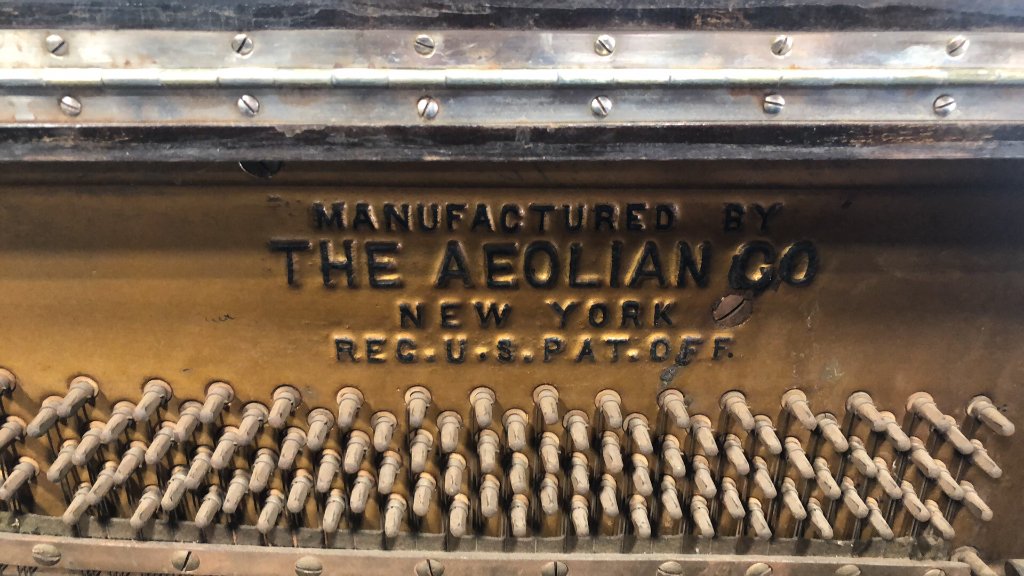 MANUFACTURED BY
THE AEOLIAN CO
NEW YORK
REG. U. S. PAT. OFF.